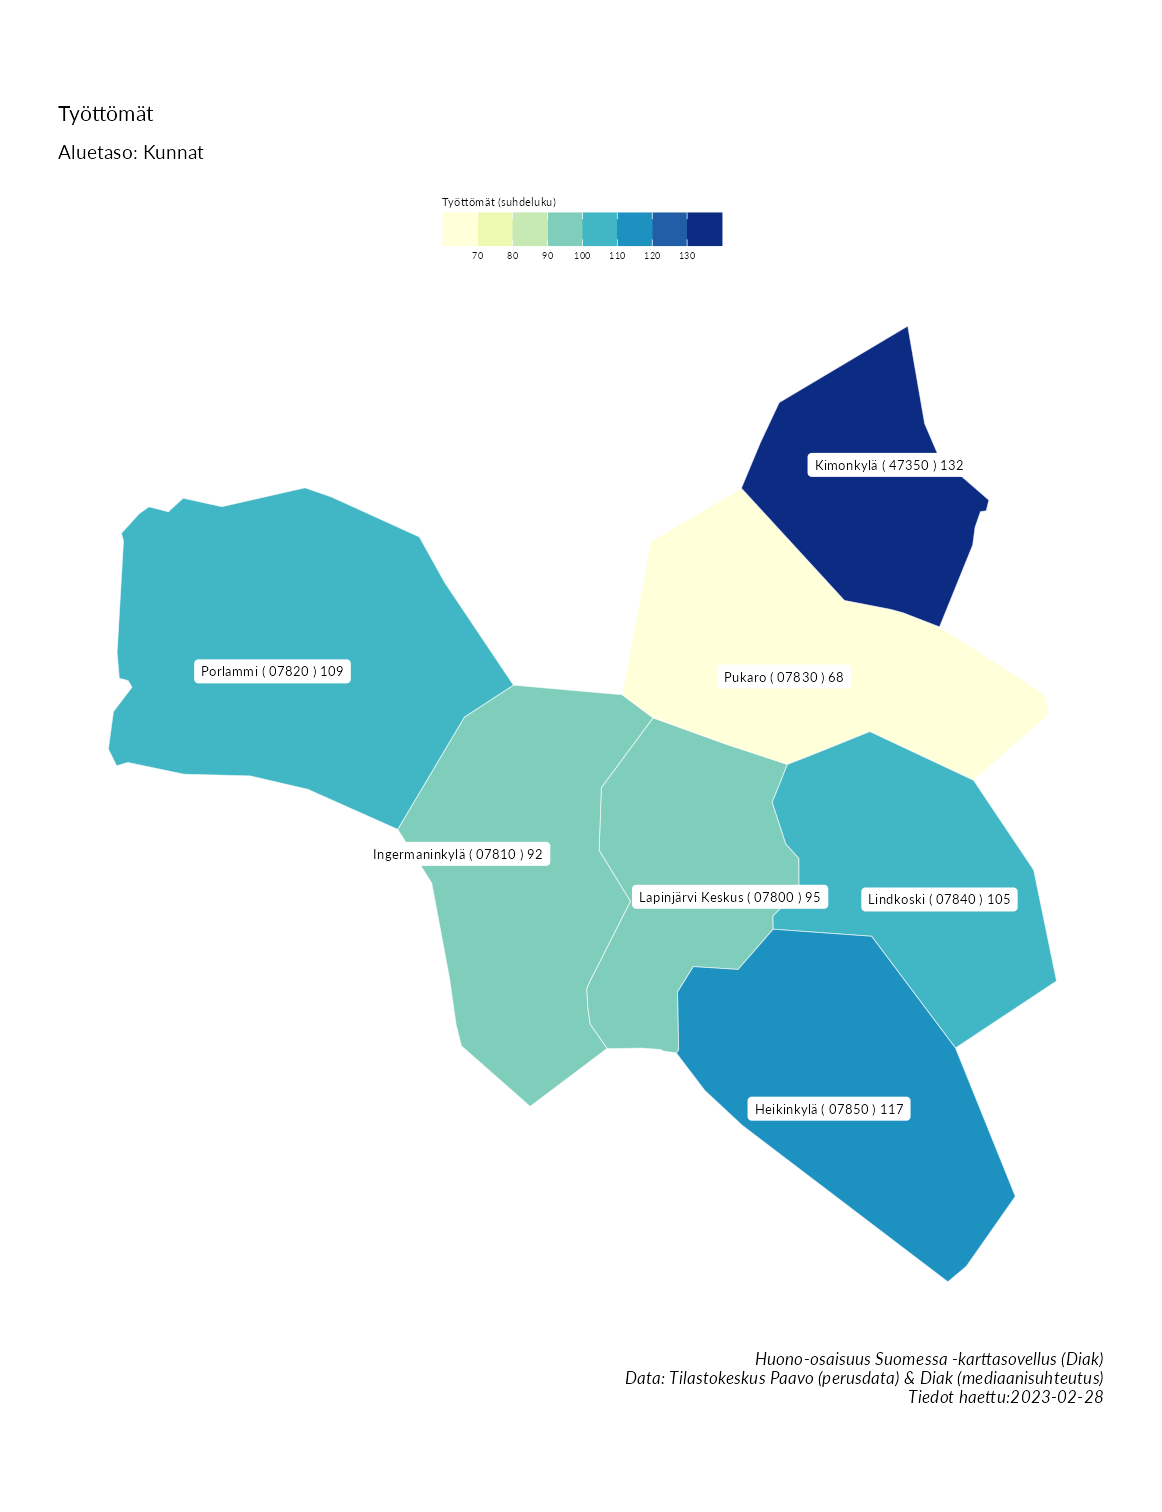 Työttömät
Aluetaso: Kunnat
Työttömät (suhdeluku)
70 80 90 100 110 120 130
Kimonkylä ( 47350 ) 132
Porlammi ( 07820 ) 109
Pukaro ( 07830 ) 68
Ingermaninkylä ( 07810 ) 92
Lapinjärvi Keskus ( 07800 ) 95
Lindkoski ( 07840 ) 105
Heikinkylä ( 07850 ) 117
Huono-osaisuus Suomessa -karttasovellus (Diak)
Data: Tilastokeskus Paavo (perusdata) & Diak (mediaanisuhteutus)
Tiedot haettu:2023-02-28